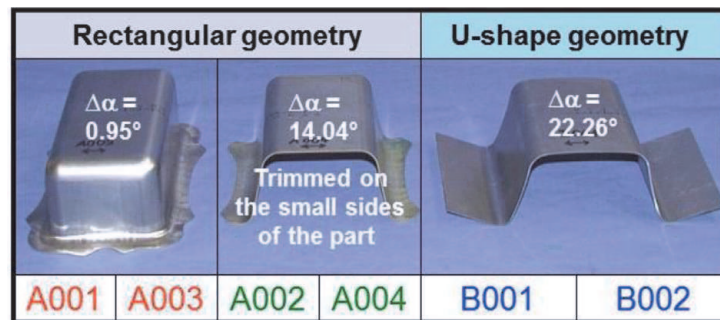 Rectangular geometry
U-shape geometry
Δα =
0.95°
A003
Δα =
14.04°
Trimmed on
the small sides
of the part
Δα =
22.26°
A001
A003
A002
A004
B001
B002